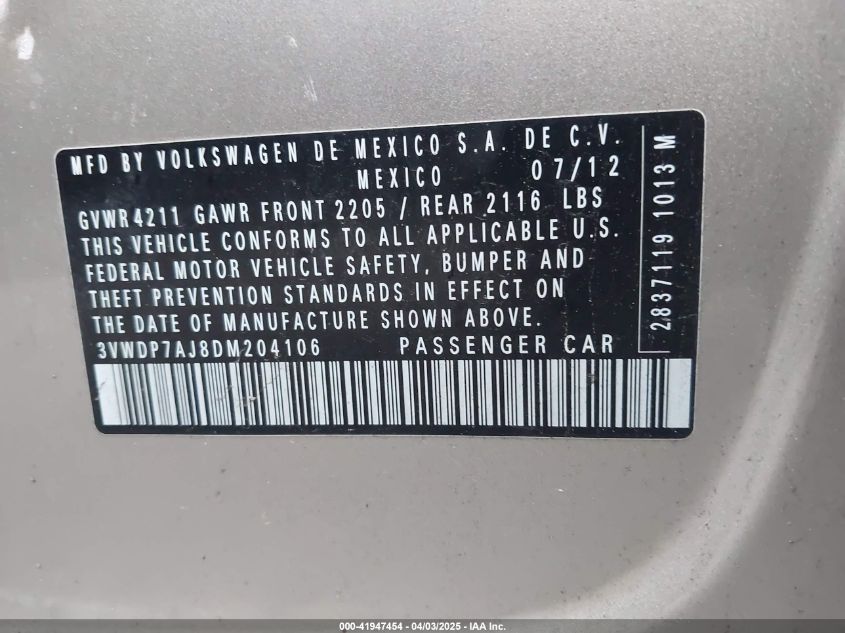 MFD BY VOLKSWAGEN DE MEXICO S.A. DE C.V.
MEXICO 07/12
GVWR4211 GAWR FRONT 2205 / REAR 2116 LBS
THIS VEHICLE CONFORMS TO ALL APPLICABLE U.S.
FEDERAL MOTOR VEHICLE SAFETY, BUMPER AND
THEFT PREVENTION STANDARDS IN EFFECT ON
THE DATE OF MANUFACTURE SHOWN ABOVE.
3VWDP7AJ8DM204106 PASSENGER CAR
2837119 1013 M
000-41947454 - 04/03/2025 - IAA Inc.